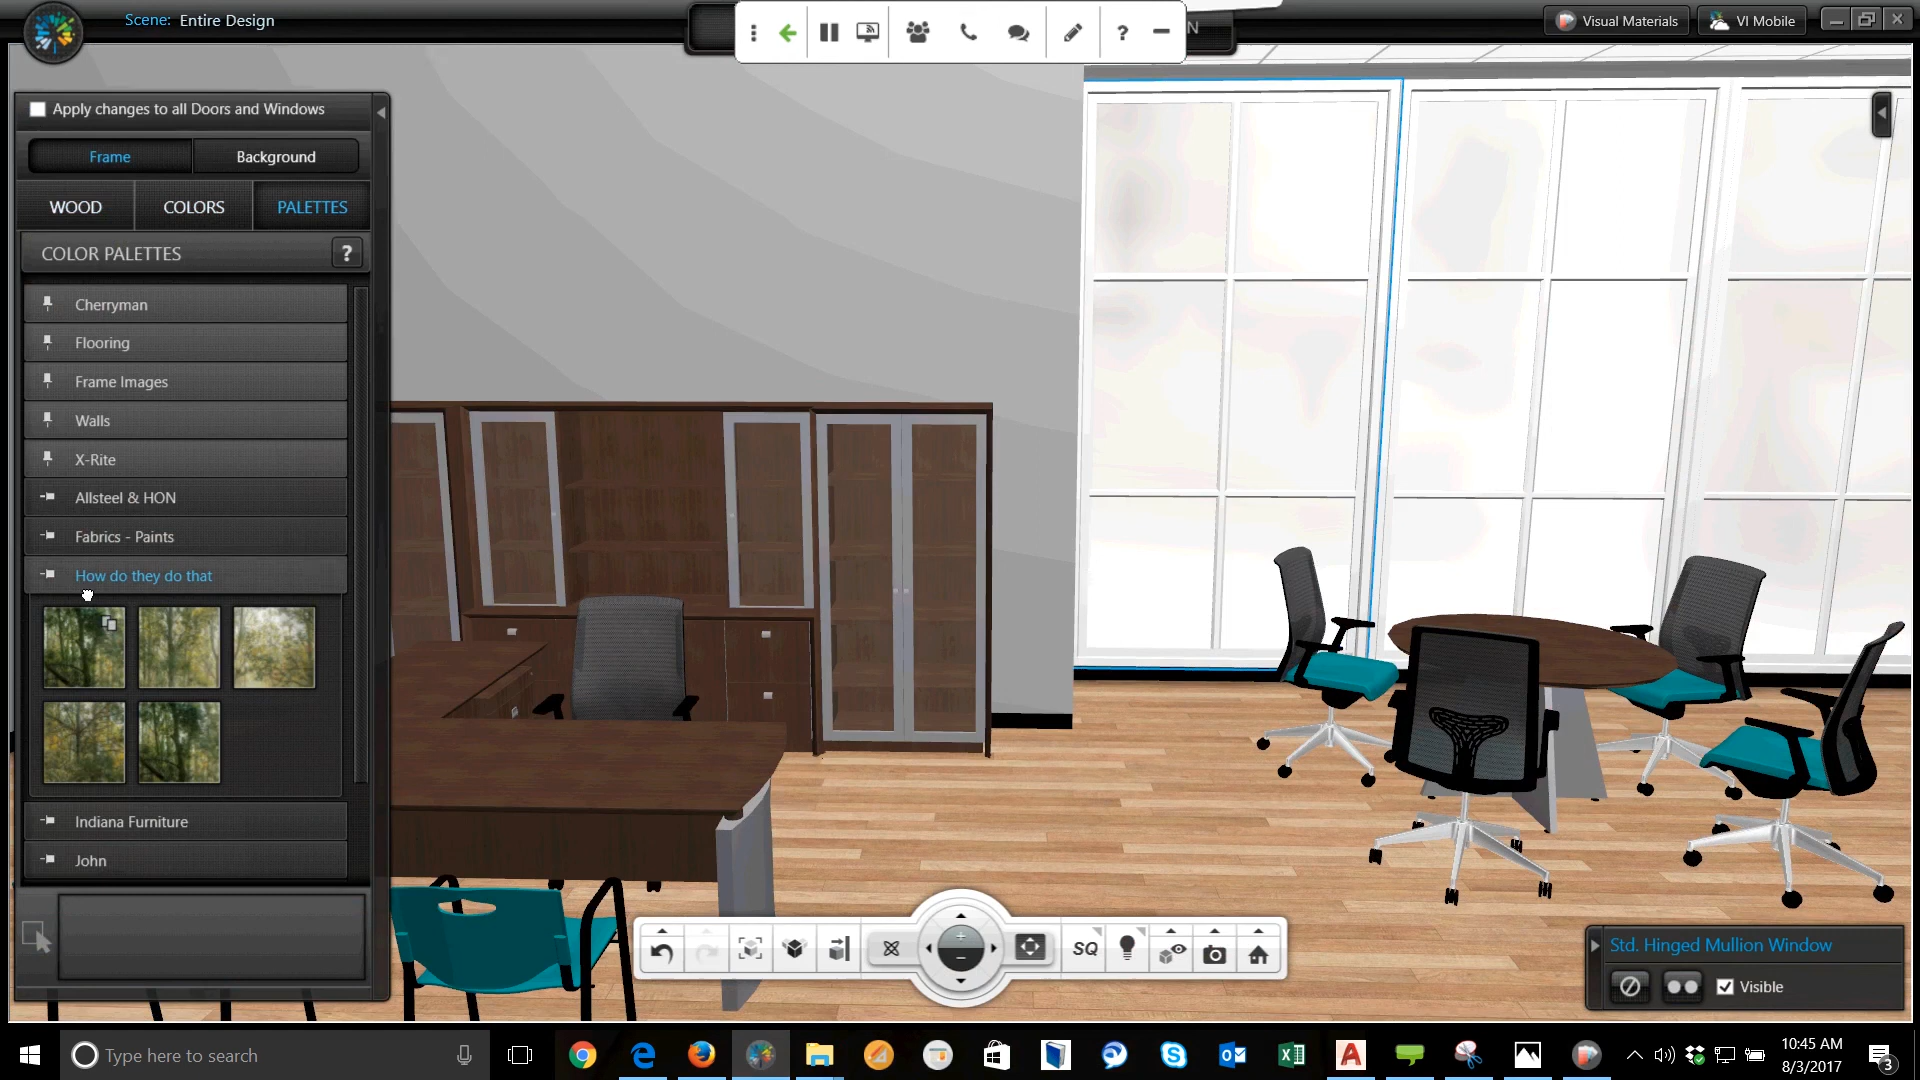 Scene: Entire Design
N
Visual Materials
VI Mobile
Apply changes to all Doors and Windows
Frame
Background
WOOD
COLORS
PALETTES
COLOR PALETTES
?
Cherryman
Flooring
Frame Images
Walls
X-Rite
Allsteel & HON
Fabrics - Paints
How do they do that
Indiana Furniture
John
SQ
Std. Hinged Mullion Window
Visible
Type here to search
10:45 AM
8/3/2017
3